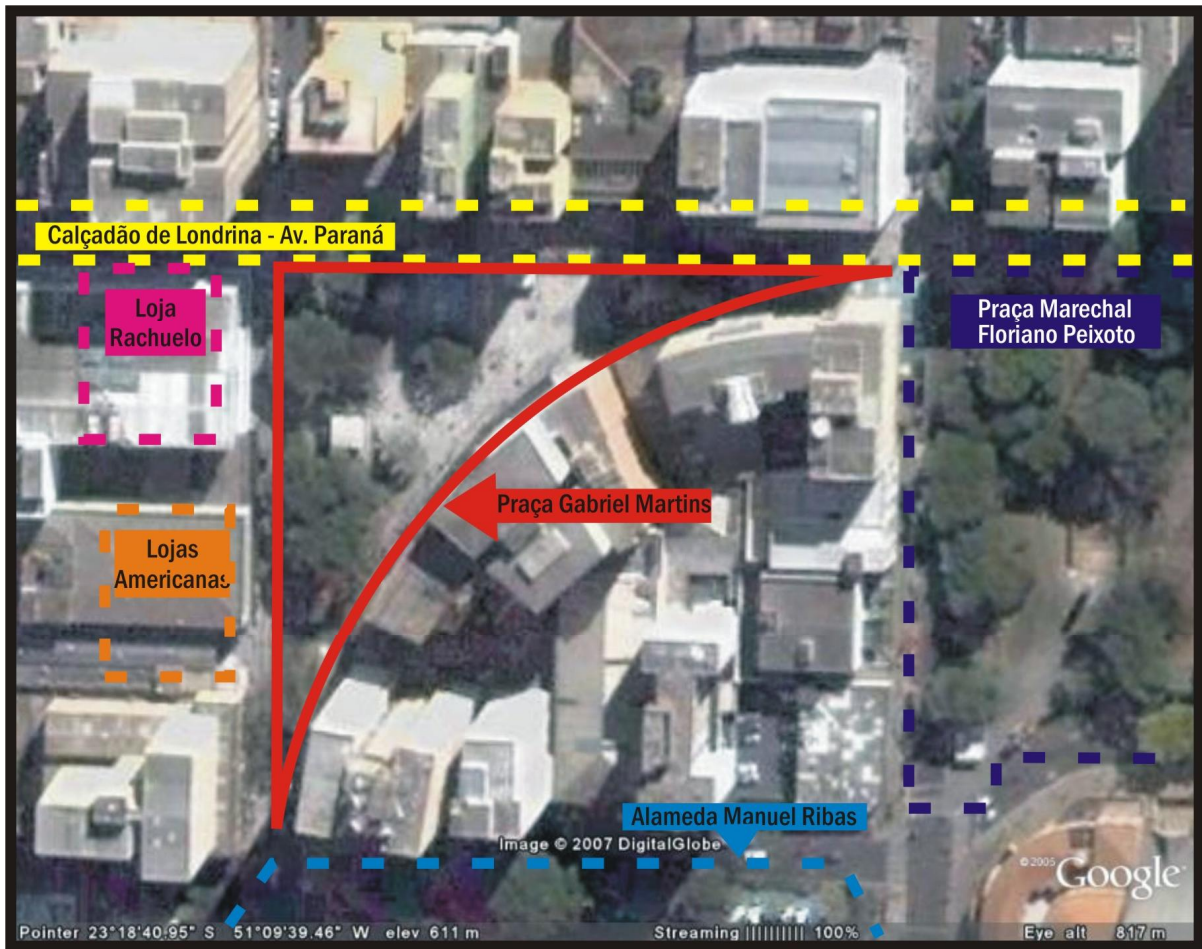 Calçadão de Londrina - Av. Paraná
Loja
Rachuelo
Praça Marechal
Floriano Peixoto
Praça Gabriel Martins
Lojas
Americanas
Alameda Manuel Ribas
Image © 2007 DigitalGlobe
©2005 Google
Pointer 23°18'40.95" S 51°09'39.46" W elev 611 m
Streaming |||||||||| 100%
Eye alt 817 m